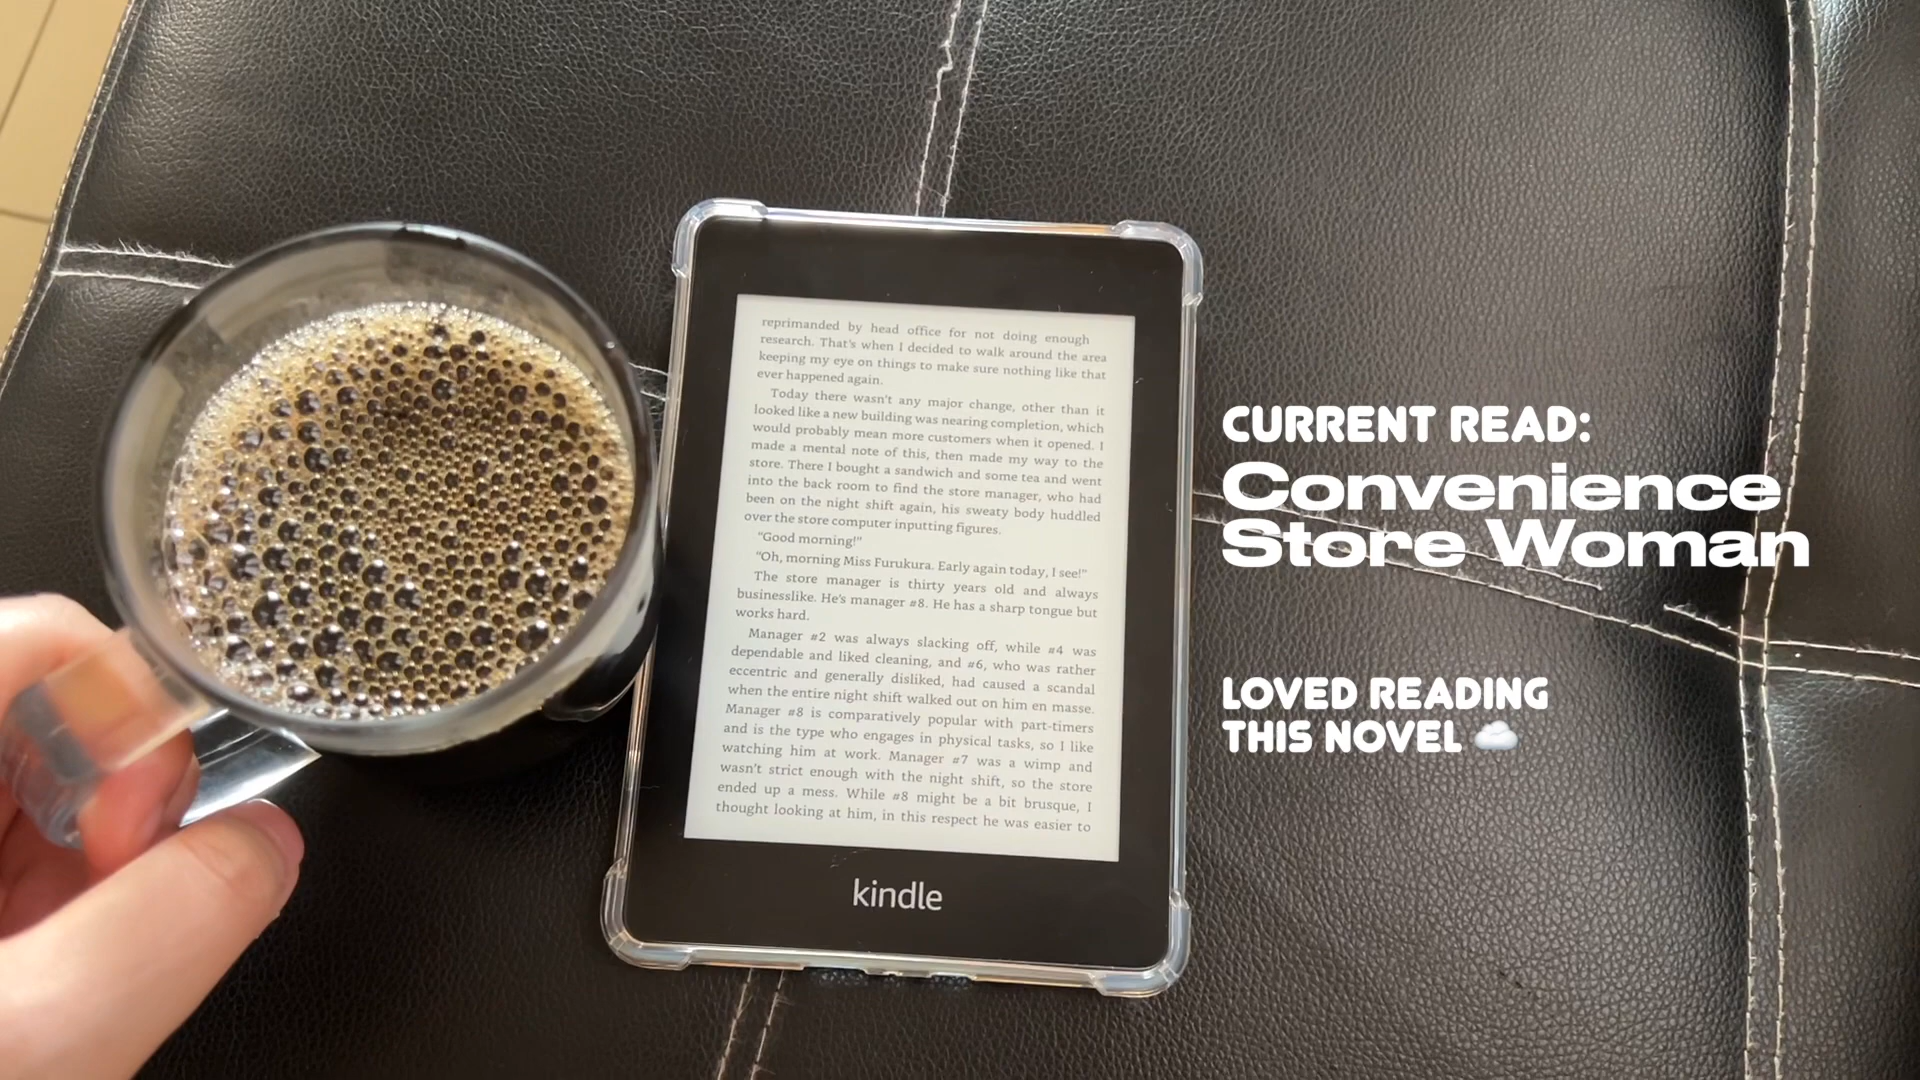 reprimanded by head office for not doing enough
research. That's when I decided to walk around the area
keeping my eye on things to make sure nothing like that
ever happened again.
Today there wasn't any major change, other than it
looked like a new building was nearing completion, which
would probably mean more customers when it opened. I
made a mental note of this, then made my way to the
store. There I bought a sandwich and some tea and went
into the back room to find the store manager, who had
been on the night shift again, his sweaty body huddled
over the store computer inputting figures.
"Good morning!"
"Oh, morning Miss Furukura. Early again today, I see!"
The store manager is thirty years old and always
businesslike. He's manager #8. He has a sharp tongue but
works hard.
Manager #2 was always slacking off, while #4 was
dependable and liked cleaning, and #6, who was rather
eccentric and generally disliked, had caused a scandal
when the entire night shift walked out on him en masse.
Manager #8 is comparatively popular with part-timers
and is the type who engages in physical tasks, so I like
watching him at work. Manager #7 was a wimp and
wasn't strict enough with the night shift, so the store
ended up a mess. While #8 might be a bit brusque, I
thought looking at him, in this respect he was easier to
kindle
CURRENT READ:
Convenience
Store Woman
LOVED READING
THIS NOVEL ☁️